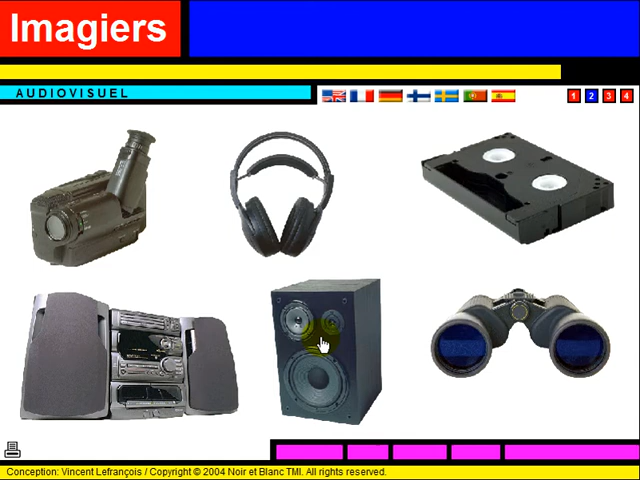 Imagiers
AUDIOVISUEL
1 2 3 4
Conception: Vincent Lefrançois / Copyright © 2004 Noir et Blanc TMI. All rights reserved.